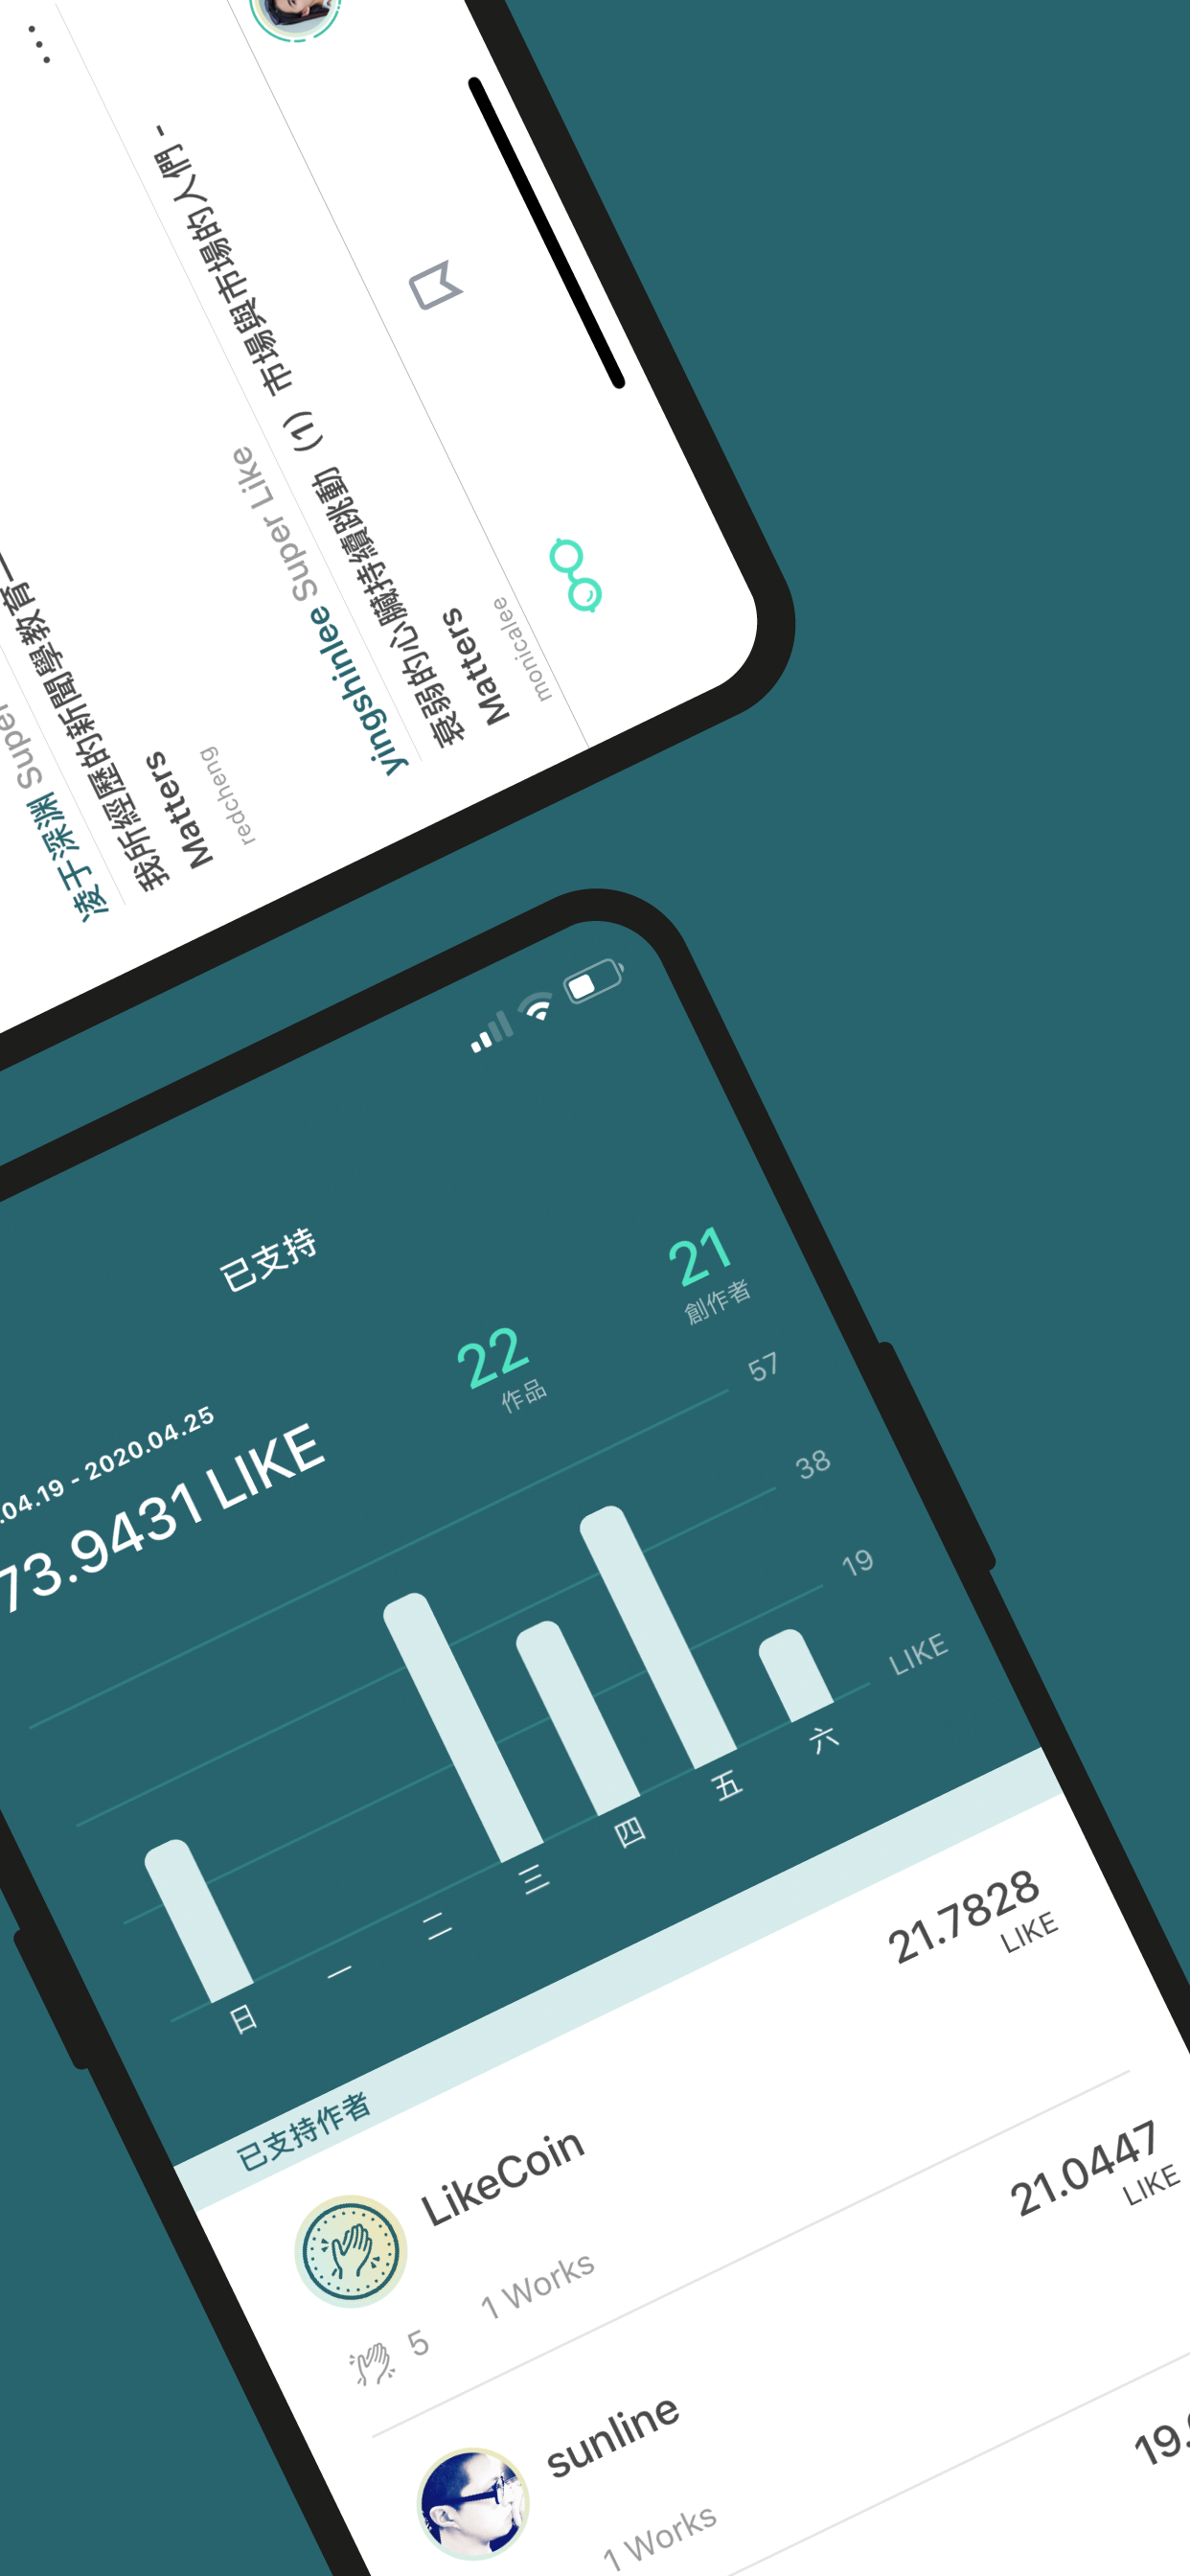 凌于深渊 Super
我所經歷的新聞學教育—
Matters
redcheng
yingshinlee Super Like
衰弱的心臟持續跳動（1）市場與市場的人們 -
Matters
monicalee
已支持
.04.19 - 2020.04.25
73.9431 LIKE
22
作品
21
創作者
57
38
19
LIKE
日 一 二 三 四 五 六
已支持作者
LikeCoin
21.7828
LIKE
5 1 Works
sunline
21.0447
LIKE
1 Works
19.